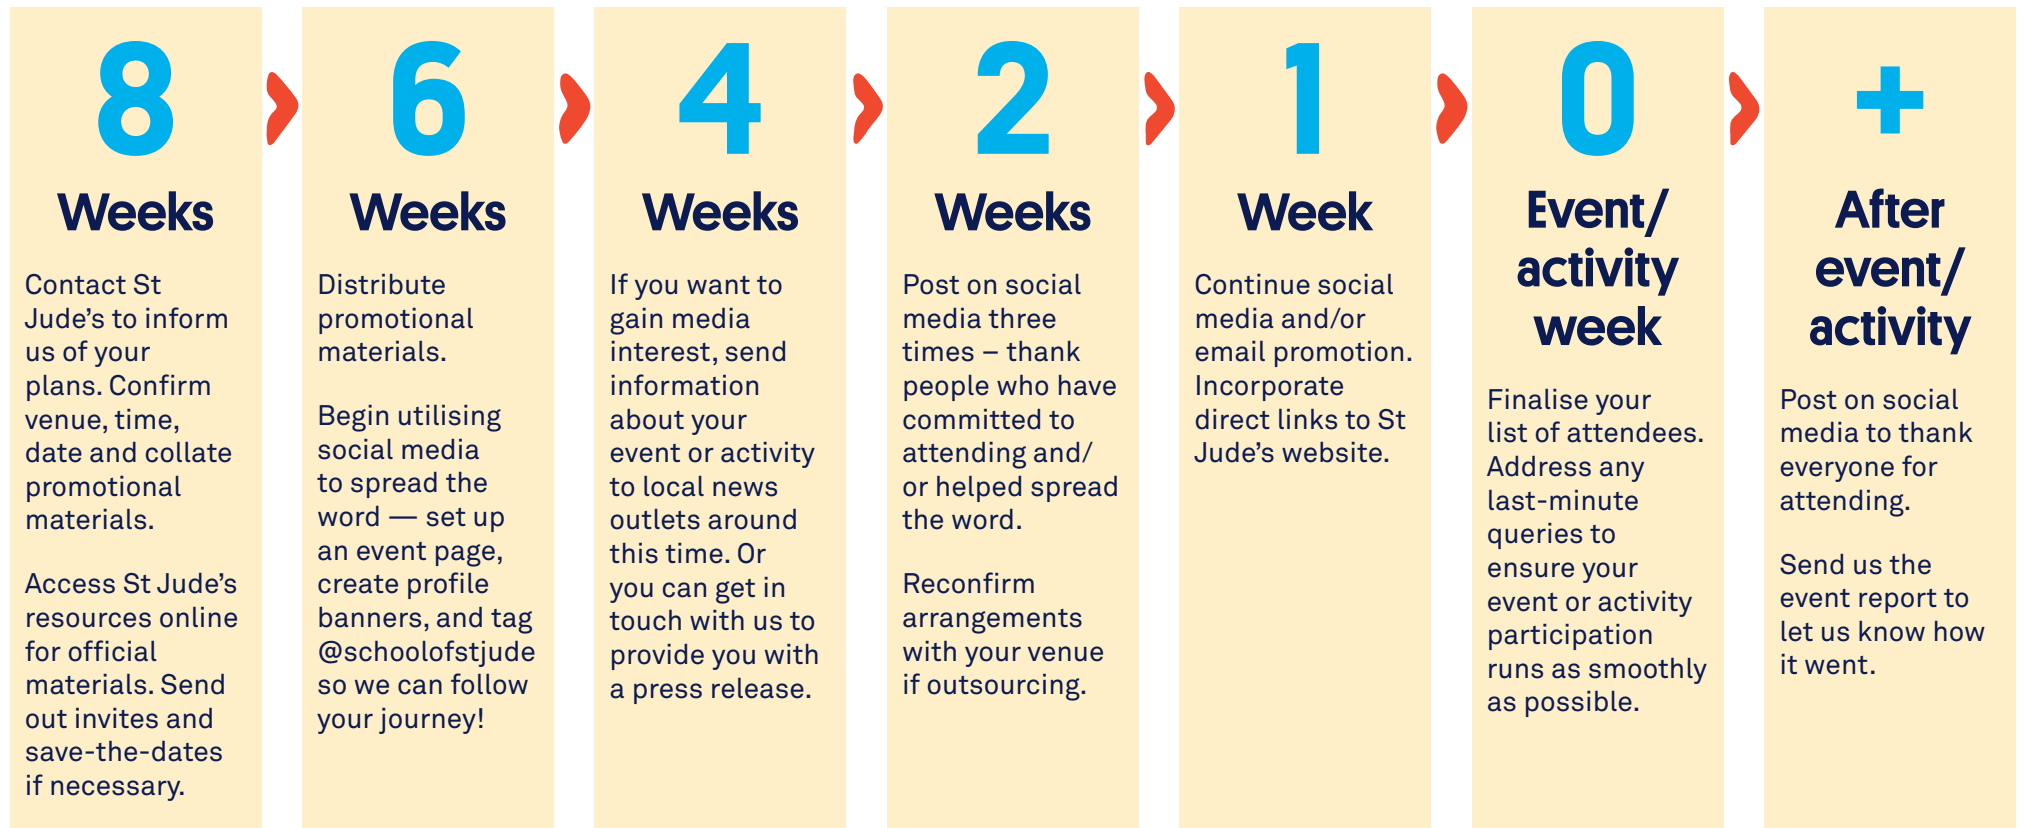 8
Weeks
Contact St
Jude’s to inform
us of your
plans. Confirm
venue, time,
date and collate
promotional
materials.
Access St Jude’s
resources online
for official
materials. Send
out invites and
save-the-dates
if necessary.
6
Weeks
Distribute
promotional
materials.
Begin utilising
social media
to spread the
word — set up
an event page,
create profile
banners, and tag
@schoolofstjude
so we can follow
your journey!
4
Weeks
If you want to
gain media
interest, send
information
about your
event or activity
to local news
outlets around
this time. Or
you can get in
touch with us to
provide you with
a press release.
2
Weeks
Post on social
media three
times – thank
people who have
committed to
attending and/
or helped spread
the word.
Reconfirm
arrangements
with your venue
if outsourcing.
1
Week
Continue social
media and/or
email promotion.
Incorporate
direct links to St
Jude’s website.
0
Event/
activity
week
Finalise your
list of attendees.
Address any
last-minute
queries to
ensure your
event or activity
participation
runs as smoothly
as possible.
+
After
event/
activity
Post on social
media to thank
everyone for
attending.
Send us the
event report to
let us know how
it went.